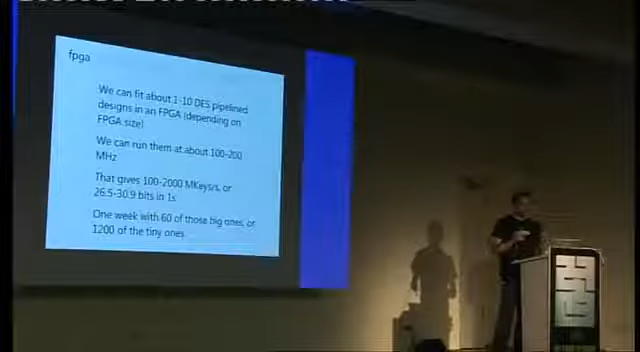 fpga
We can fit about 1-10 DES pipelined
designs in an FPGA (depending on
FPGA size)
We can run them at about 100-200
MHz
That gives 100-2000 MKeys/s, or
26.5-30.9 bits in 1s
One week with 60 of those big ones, or
1200 of the tiny ones